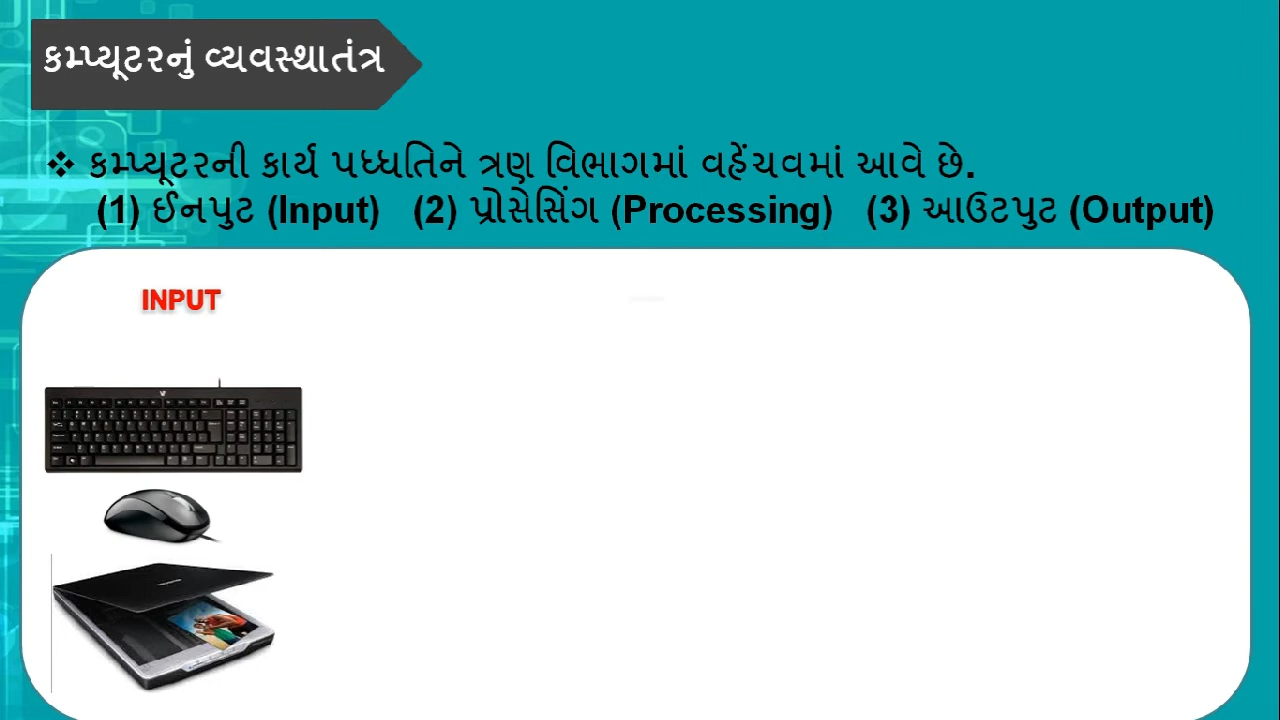 કમ્પ્યૂટરનું વ્યવસ્થાતંત્ર
❖ કમ્પ્યૂટરની કાર્ય પધ્ધતિને ત્રણ વિભાગમાં વહેંચવમાં આવે છે.
(1) ઈનપુટ (Input) (2) પ્રોસેસિંગ (Processing) (3) આઉટપુટ (Output)
INPUT